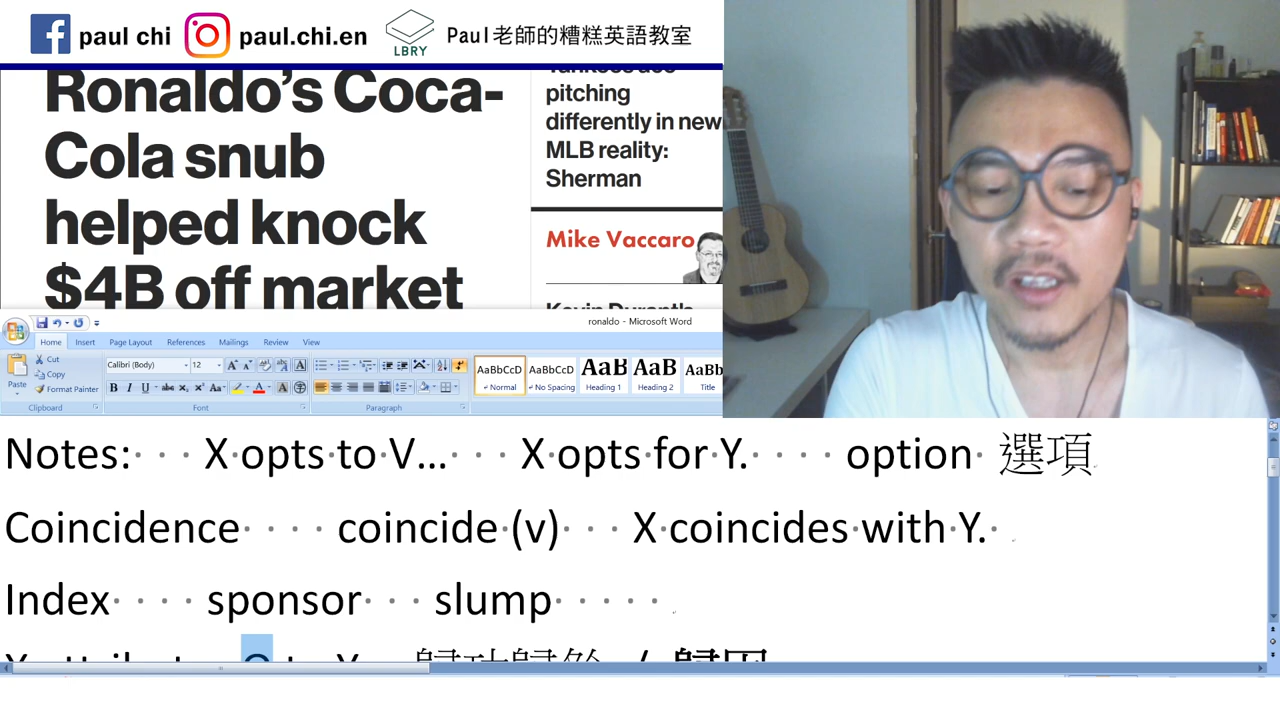 paul chi paul.chi.en LBRY Paul老師的糟糕英語教室
Ronaldo's Coca-
Cola snub
helped knock
$4B off market
pitching
differently in new
MLB reality:
Sherman
Mike Vaccaro
ronaldo - Microsoft Word
Home Insert Page Layout References Mailings Review View
Paste
Cut
Copy
Format Painter
Clipboard
Calibri (Body) 12
Font
Paragraph
AaBbCcD AaBbCcD AaBb AaB AaBb
Normal No Spacing Heading 1 Heading 2 Title
Notes: X opts to V... X opts for Y. option 選項
Coincidence coincide (v) X coincides with Y.
Index sponsor slump